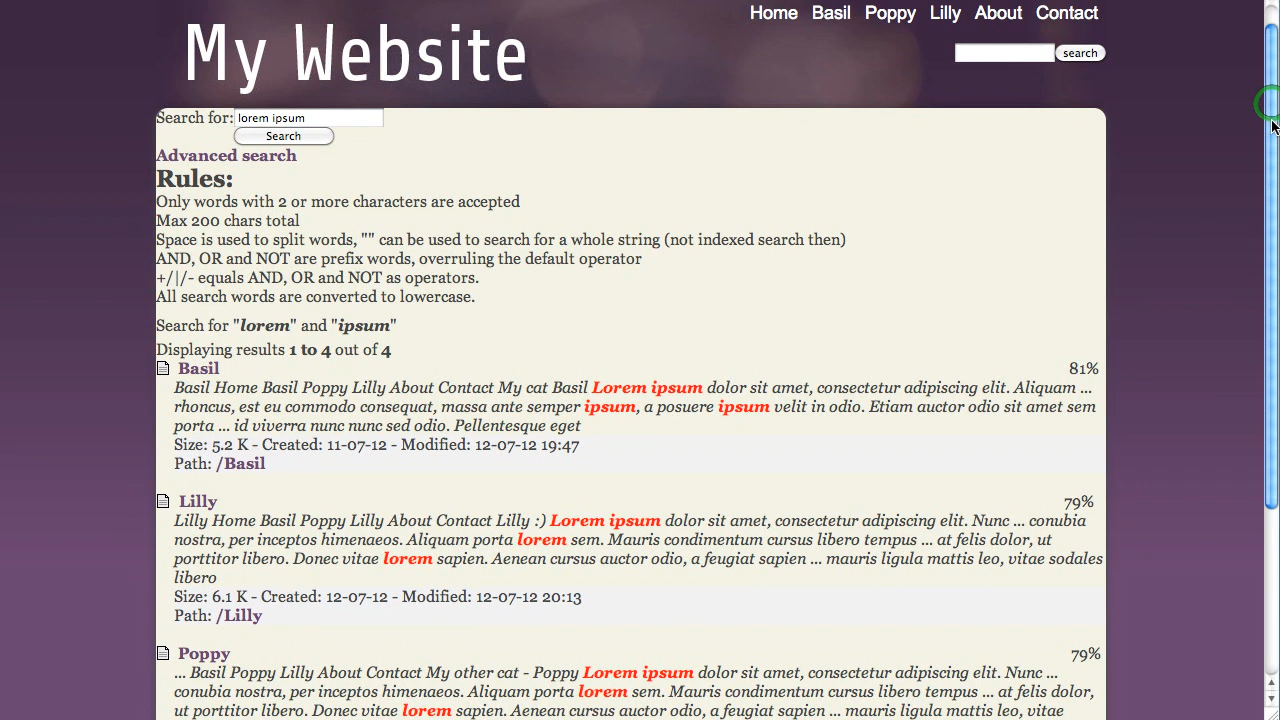 Home Basil Poppy Lilly About Contact
My Website
search
Search for: lorem ipsum
Search
Advanced search
Rules:
Only words with 2 or more characters are accepted
Max 200 chars total
Space is used to split words, "" can be used to search for a whole string (not indexed search then)
AND, OR and NOT are prefix words, overruling the default operator
+/|/- equals AND, OR and NOT as operators.
All search words are converted to lowercase.
Search for "lorem" and "ipsum"
Displaying results 1 to 4 out of 4
Basil 81%
Basil Home Basil Poppy Lilly About Contact My cat Basil Lorem ipsum dolor sit amet, consectetur adipiscing elit. Aliquam ...
rhoncus, est eu commodo consequat, massa ante semper ipsum, a posuere ipsum velit in odio. Etiam auctor odio sit amet sem
porta ... id viverra nunc nunc sed odio. Pellentesque eget
Size: 5.2 K - Created: 11-07-12 - Modified: 12-07-12 19:47
Path: /Basil
Lilly 79%
Lilly Home Basil Poppy Lilly About Contact Lilly :) Lorem ipsum dolor sit amet, consectetur adipiscing elit. Nunc ... conubia
nostra, per inceptos himenaeos. Aliquam porta lorem sem. Mauris condimentum cursus libero tempus ... at felis dolor, ut
porttitor libero. Donec vitae lorem sapien. Aenean cursus auctor odio, a feugiat sapien ... mauris ligula mattis leo, vitae sodales
libero
Size: 6.1 K - Created: 12-07-12 - Modified: 12-07-12 20:13
Path: /Lilly
Poppy 79%
... Basil Poppy Lilly About Contact My other cat - Poppy Lorem ipsum dolor sit amet, consectetur adipiscing elit. Nunc ...
conubia nostra, per inceptos himenaeos. Aliquam porta lorem sem. Mauris condimentum cursus libero tempus ... at felis dolor,
ut porttitor libero. Donec vitae lorem sapien. Aenean cursus auctor odio, a feugiat sapien ... mauris ligula mattis leo, vitae